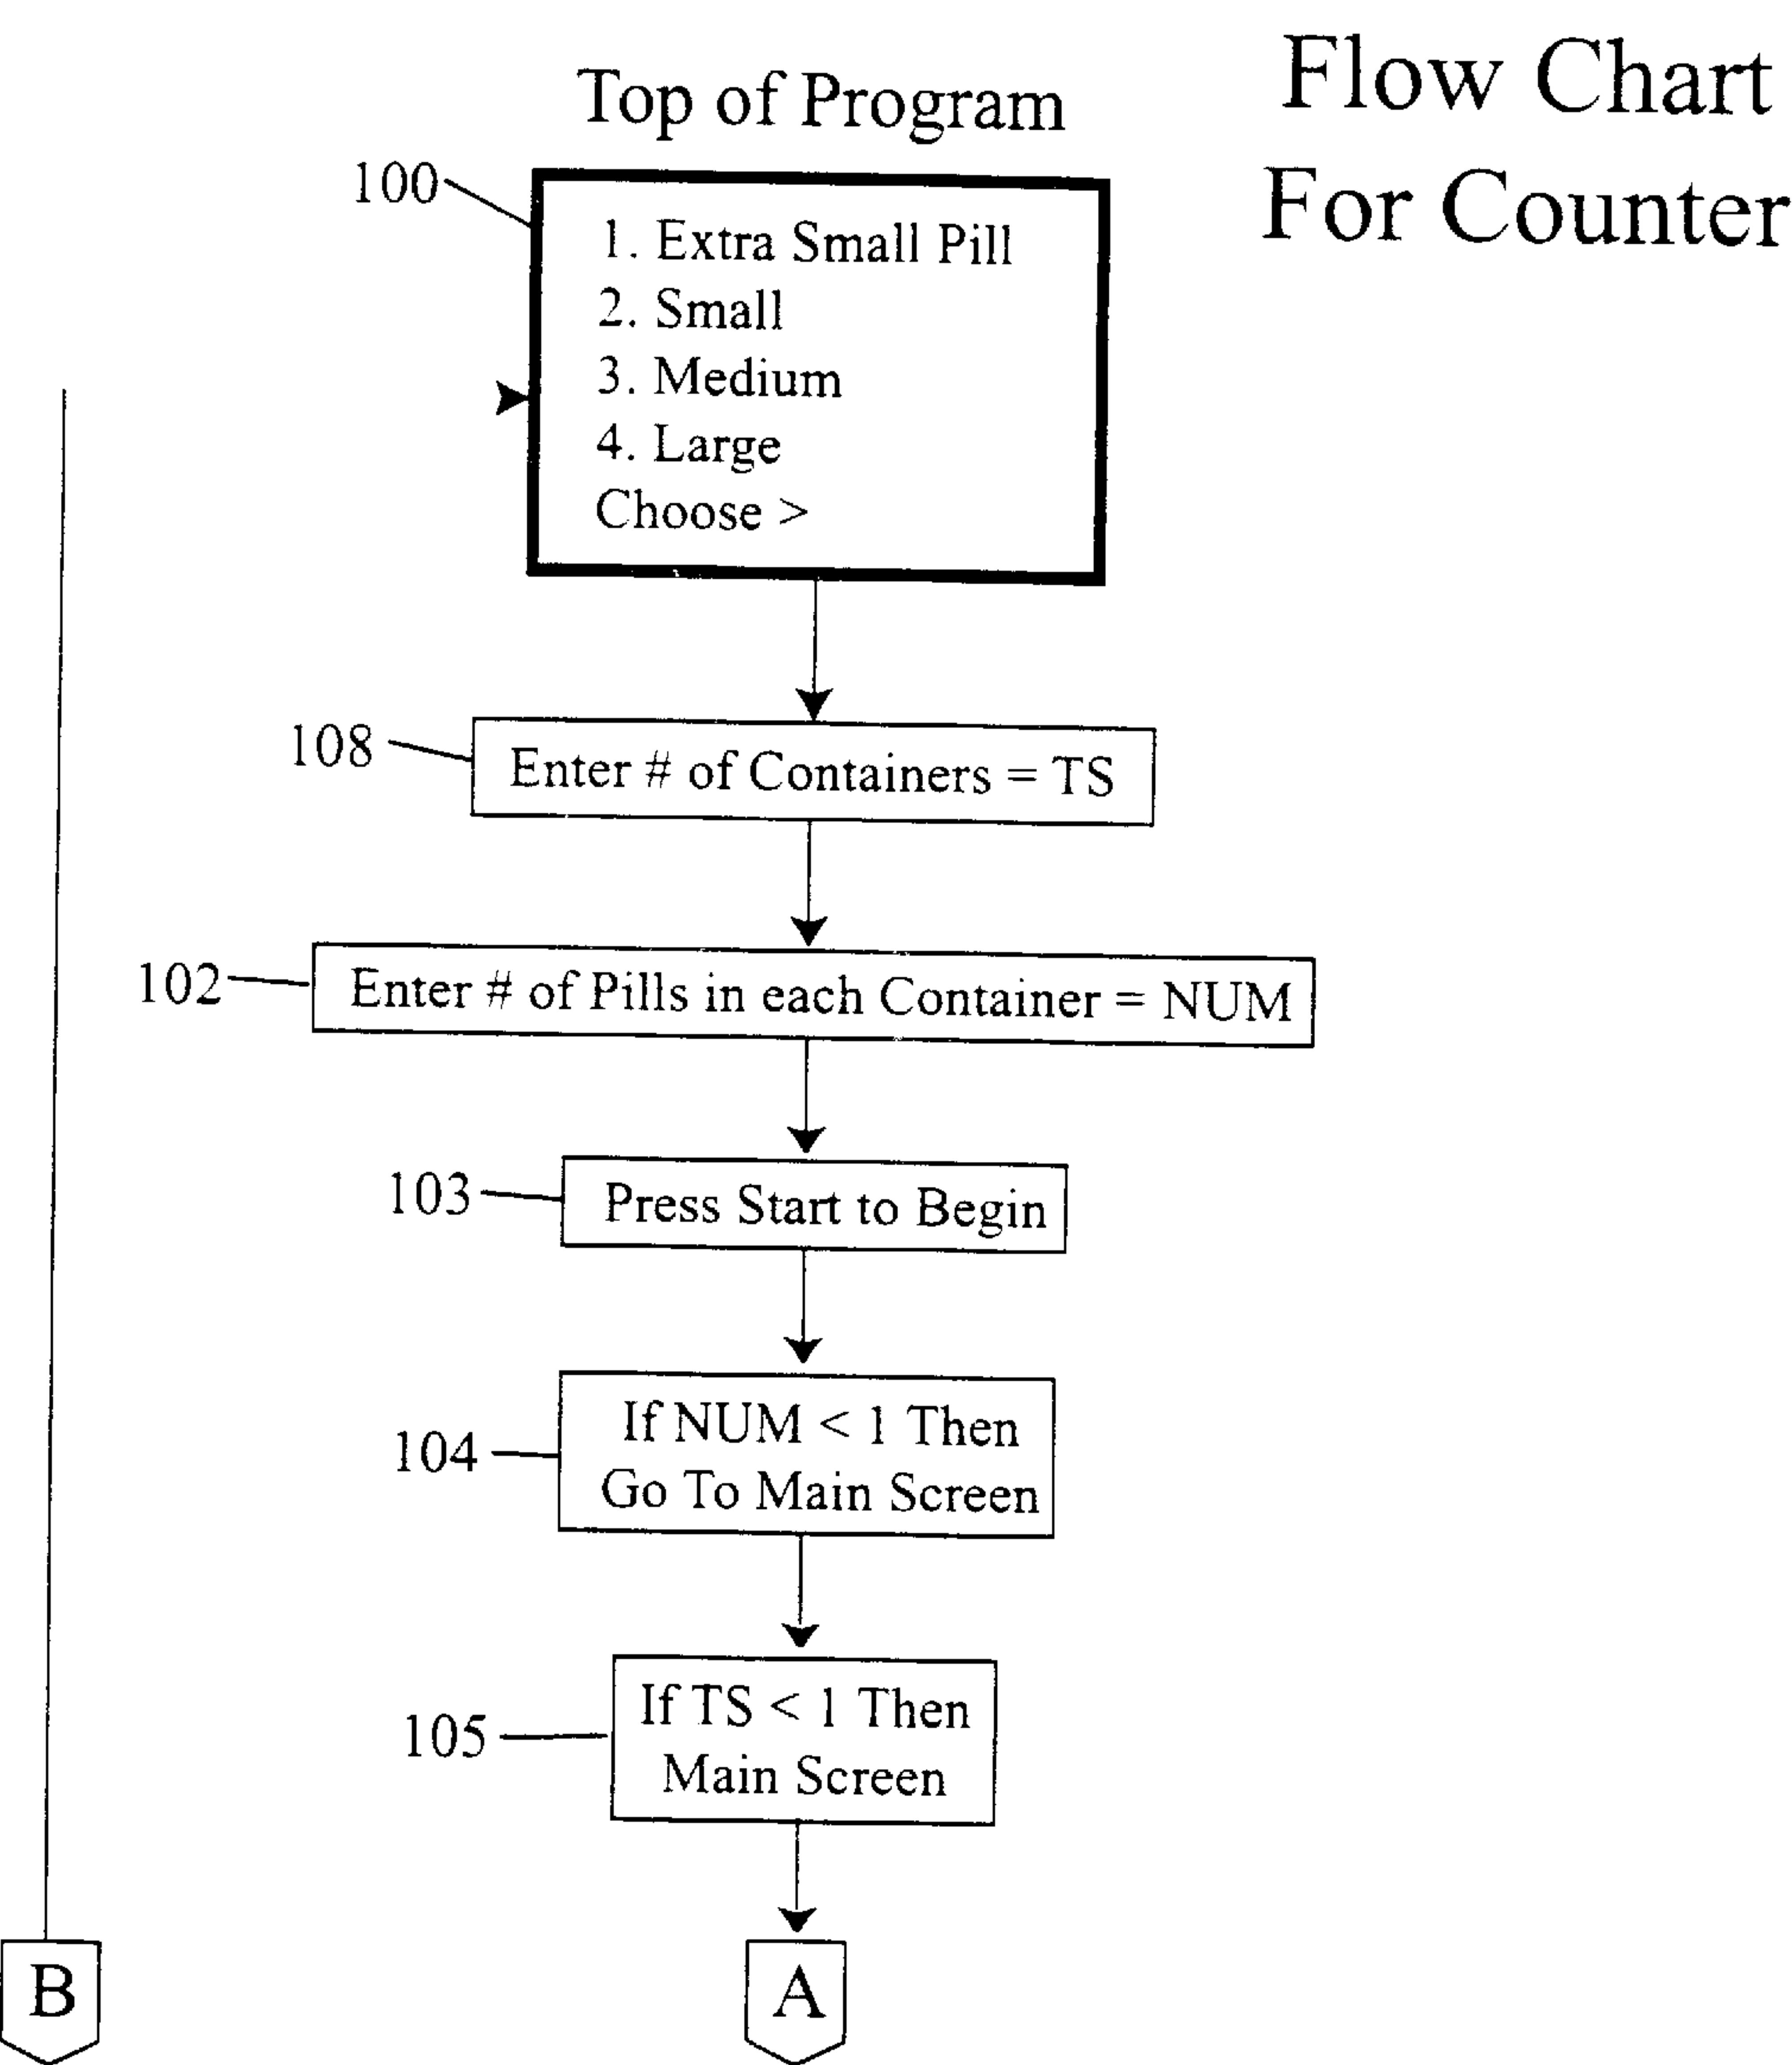 Flow Chart
For Counter
Top of Program
100
1. Extra Small Pill
2. Small
3. Medium
4. Large
Choose >
108
Enter # of Containers = TS
102
Enter # of Pills in each Container = NUM
103
Press Start to Begin
104
If NUM < 1 Then
Go To Main Screen
105
If TS < 1 Then
Main Screen
B
A